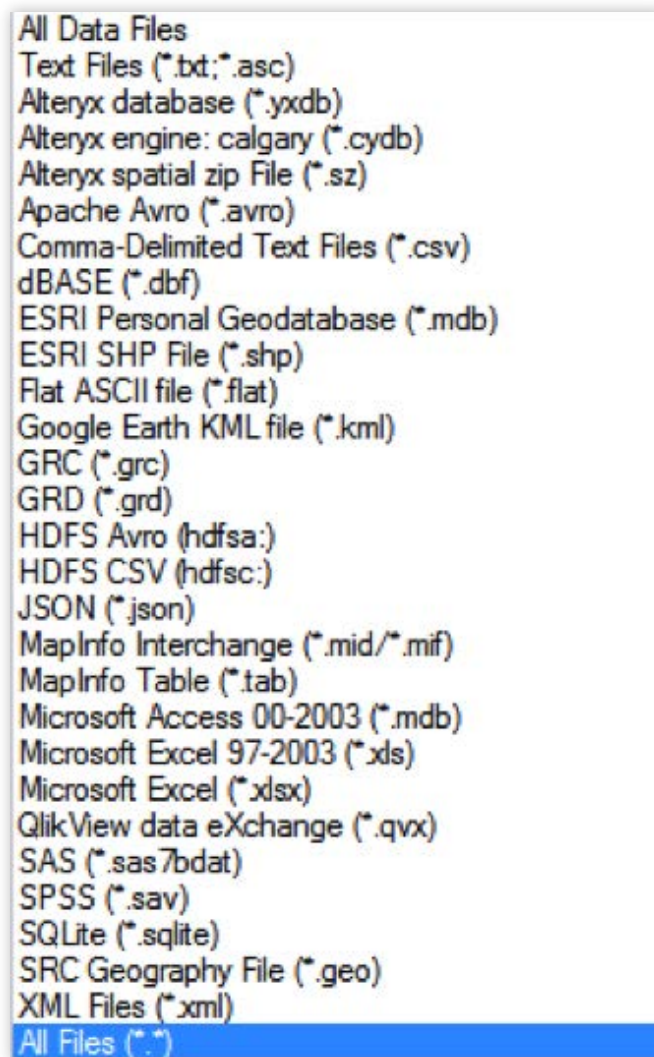 All Data Files
Text Files (*.txt;*.asc)
Alteryx database (*.yxdb)
Alteryx engine: calgary (*.cydb)
Alteryx spatial zip File (*.sz)
Apache Avro (*.avro)
Comma-Delimited Text Files (*.csv)
dBASE (*.dbf)
ESRI Personal Geodatabase (*.mdb)
ESRI SHP File (*.shp)
Flat ASCII file (*.flat)
Google Earth KML file (*.kml)
GRC (*.grc)
GRD (*.grd)
HDFS Avro (hdfsa:)
HDFS CSV (hdfsc:)
JSON (*.json)
MapInfo Interchange (*.mid/*.mif)
MapInfo Table (*.tab)
Microsoft Access 00-2003 (*.mdb)
Microsoft Excel 97-2003 (*.xls)
Microsoft Excel (*.xlsx)
QlikView data eXchange (*.qvx)
SAS (*.sas7bdat)
SPSS (*.sav)
SQLite (*.sqlite)
SRC Geography File (*.geo)
XML Files (*.xml)
All Files (*.*)